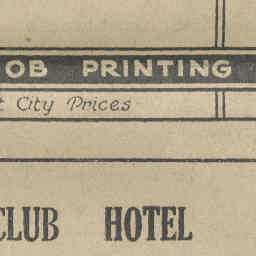 OB PRINTING
t City Prices
CLUB HOTEL